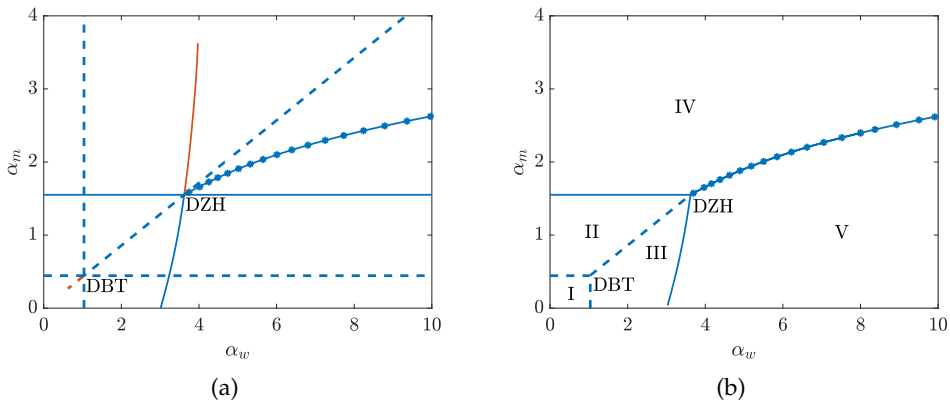 4
3
2
1
0
α_m
DZH
DBT
0 2 4 6 8 10
α_w
(a)
4
3
2
1
0
α_m
IV
DZH
II
V
III
DBT
I
0 2 4 6 8 10
α_w
(b)